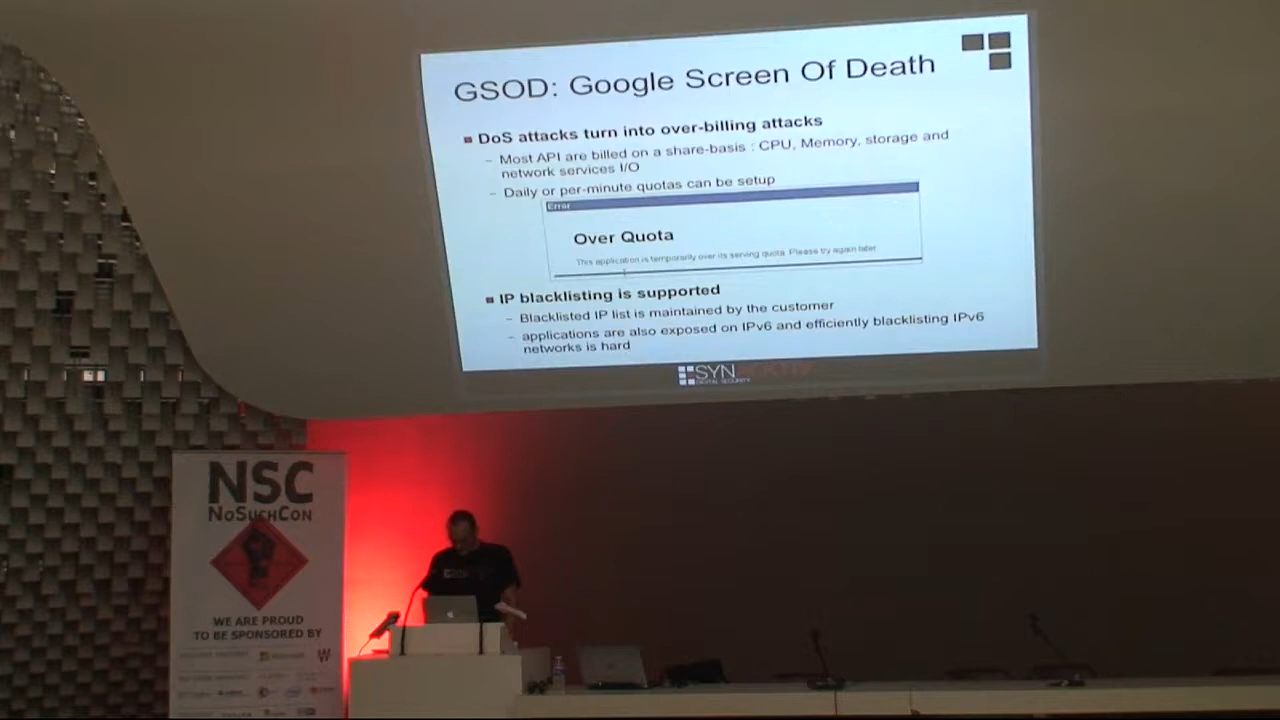 GSOD: Google Screen Of Death
DoS attacks turn into over-billing attacks
– Most API are billed on a share-basis : CPU, Memory, storage and
network services I/O
– Daily or per-minute quotas can be setup
Error
Over Quota
This application is temporarily over its serving quota. Please try again later.
IP blacklisting is supported
– Blacklisted IP list is maintained by the customer
– applications are also exposed on IPv6 and efficiently blacklisting IPv6
networks is hard
SYNACKTIV
DIGITAL SECURITY
NSC
NoSuchCon
WE ARE PROUD
TO BE SPONSORED BY